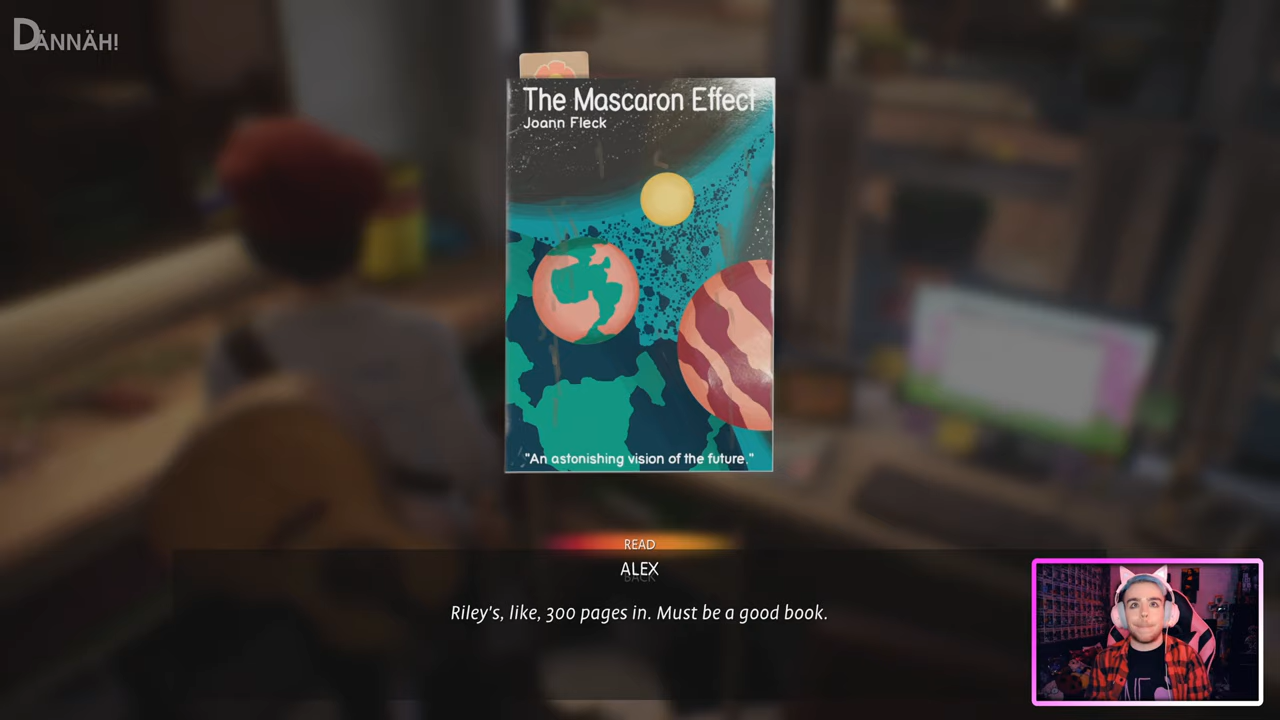 DÄNNÄH!
The Mascaron Effect
Joann Fleck
"An astonishing vision of the future."
READ
ALEX
BACK
Riley's, like, 300 pages in. Must be a good book.